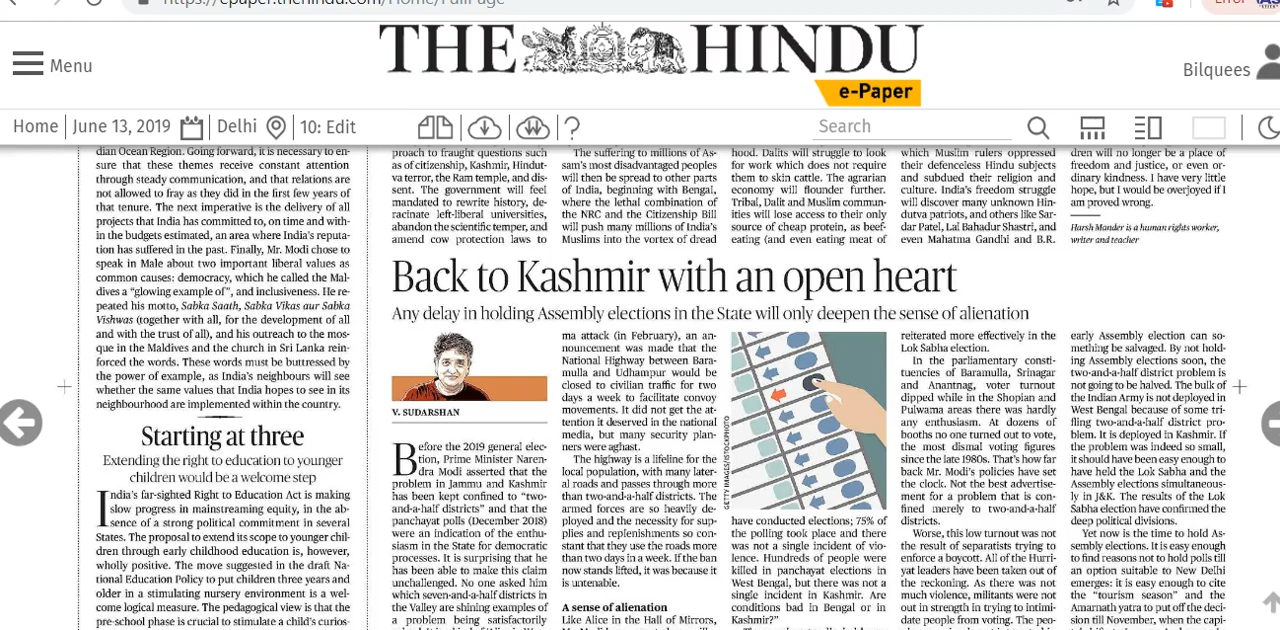 https://epaper.thehindu.com/Home/FullPage
Error
THE HINDU
e-Paper
Menu
Bilquees
Home
June 13, 2019
Delhi
10: Edit
?
Search
dian Ocean Region. Going forward, it is necessary to en-
sure that these themes receive constant attention
through steady communication, and that relations are
not allowed to fray as they did in the first few years of
that tenure. The next imperative is the delivery of all
projects that India has committed to, on time and with-
in the budgets estimated, an area where India's reputa-
tion has suffered in the past. Finally, Mr. Modi chose to
speak in Male about two important liberal values as
common causes: democracy, which he called the Mal-
dives a “glowing example of”, and inclusiveness. He re-
peated his motto, Sabka Saath, Sabka Vikas aur Sabka
Vishwas (together with all, for the development of all
and with the trust of all), and his outreach to the mos-
que in the Maldives and the church in Sri Lanka rein-
forced the words. These words must be buttressed by
the power of example, as India's neighbours will see
whether the same values that India hopes to see in its
neighbourhood are implemented within the country.
Starting at three
Extending the right to education to younger
children would be a welcome step
India's far-sighted Right to Education Act is making
slow progress in mainstreaming equity, in the ab-
sence of a strong political commitment in several
States. The proposal to extend its scope to younger chil-
dren through early childhood education is, however,
wholly positive. The move suggested in the draft Na-
tional Education Policy to put children three years and
older in a stimulating nursery environment is a wel-
come logical measure. The pedagogical view is that the
pre-school phase is crucial to stimulate a child's curios-
proach to fraught questions such
as of citizenship, Kashmir, Hindut-
va terror, the Ram temple, and dis-
sent. The government will feel
mandated to rewrite history, de-
racinate left-liberal universities,
abandon the scientific temper, and
amend cow protection laws to
The suffering to millions of As-
sam's most disadvantaged peoples
will then be spread to other parts
of India, beginning with Bengal,
where the lethal combination of
the NRC and the Citizenship Bill
will push many millions of India's
Muslims into the vortex of dread
hood. Dalits will struggle to look
for work which does not require
them to skin cattle. The agrarian
economy will flounder further.
Tribal, Dalit and Muslim commun-
ities will lose access to their only
source of cheap protein, as beef-
eating (and even eating meat of
which Muslim rulers oppressed
their defenceless Hindu subjects
and subdued their religion and
culture. India's freedom struggle
will discover many unknown Hin-
dutva patriots, and others like Sar-
dar Patel, Lal Bahadur Shastri, and
even Mahatma Gandhi and B.R.
dren will no longer be a place of
freedom and justice, or even or-
dinary kindness. I have very little
hope, but I would be overjoyed if I
am proved wrong.
Harsh Mander is a human rights worker,
writer and teacher
Back to Kashmir with an open heart
Any delay in holding Assembly elections in the State will only deepen the sense of alienation
V. SUDARSHAN
Before the 2019 general elec-
tion, Prime Minister Naren-
dra Modi asserted that the
problem in Jammu and Kashmir
has been kept confined to “two-
and-a-half districts” and that the
panchayat polls (December 2018)
were an indication of the enthu-
siasm in the State for democratic
processes. It is surprising that he
has been able to make this claim
unchallenged. No one asked him
which seven-and-a-half districts in
the Valley are shining examples of
a problem being satisfactorily
ma attack (in February), an an-
nouncement was made that the
National Highway between Bara-
mulla and Udhampur would be
closed to civilian traffic for two
days a week to facilitate convoy
movements. It did not get the at-
tention it deserved in the national
media, but many security plan-
ners were aghast.
The highway is a lifeline for the
local population, with many later-
al roads and passes through more
than two-and-a-half districts. The
armed forces are so heavily de-
ployed and the necessity for sup-
plies and replenishments so con-
stant that they use the roads more
than two days in a week. If the ban
now stands lifted, it was because it
is untenable.
A sense of alienation
Like Alice in the Hall of Mirrors,
GETTY IMAGES/ISTOCKPHOTO
have conducted elections; 75% of
the polling took place and there
was not a single incident of vio-
lence. Hundreds of people were
killed in panchayat elections in
West Bengal, but there was not a
single incident in Kashmir. Are
conditions bad in Bengal or in
Kashmir?”
reiterated more effectively in the
Lok Sabha election.
In the parliamentary consti-
tuencies of Baramulla, Srinagar
and Anantnag, voter turnout
dipped while in the Shopian and
Pulwama areas there was hardly
any enthusiasm. At dozens of
booths no one turned out to vote,
the most dismal voting figures
since the late 1980s. That's how far
back Mr. Modi's policies have set
the clock. Not the best advertise-
ment for a problem that is con-
fined merely to two-and-a-half
districts.
Worse, this low turnout was not
the result of separatists trying to
enforce a boycott. All of the Hurri-
yat leaders have been taken out of
the reckoning. As there was not
much violence, militants were not
out in strength in trying to intimi-
date people from voting. The peo-
early Assembly election can so-
mething be salvaged. By not hold-
ing Assembly elections soon, the
two-and-a-half district problem is
not going to be halved. The bulk of
the Indian Army is not deployed in
West Bengal because of some tri-
fling two-and-a-half district pro-
blem. It is deployed in Kashmir. If
the problem was indeed so small,
it should have been easy enough to
have held the Lok Sabha and the
Assembly elections simultaneous-
ly in J&K. The results of the Lok
Sabha election have confirmed the
deep political divisions.
Yet now is the time to hold As-
sembly elections. It is easy enough
to find reasons not to hold polls till
an option suitable to New Delhi
emerges: it is easy enough to cite
the “tourism season” and the
Amarnath yatra to put off the deci-
sion till November, when the capi-